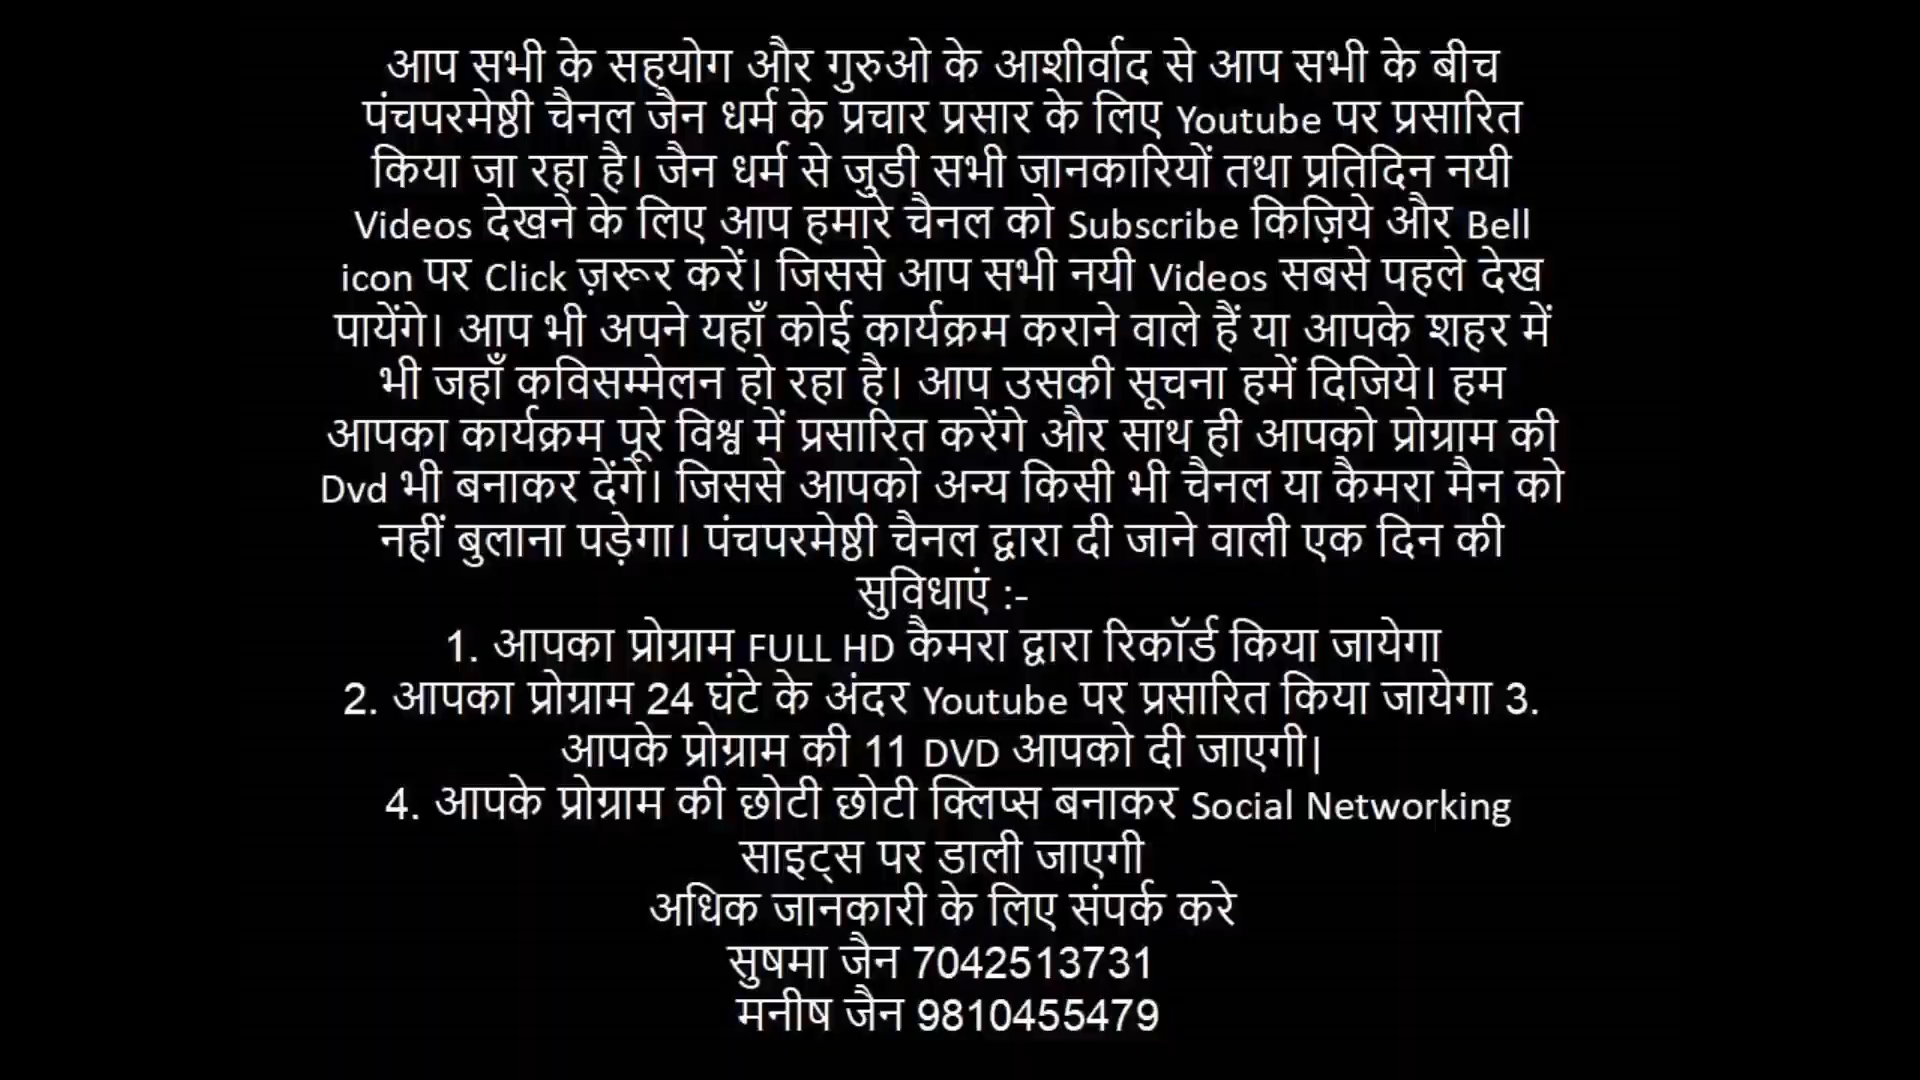 आप सभी के सहयोग और गुरुओ के आशीर्वाद से आप सभी के बीच
पंचपरमेष्ठी चैनल जैन धर्म के प्रचार प्रसार के लिए Youtube पर प्रसारित
किया जा रहा है। जैन धर्म से जुडी सभी जानकारियों तथा प्रतिदिन नयी
Videos देखने के लिए आप हमारे चैनल को Subscribe किज़िये और Bell
icon पर Click ज़रूर करें। जिससे आप सभी नयी Videos सबसे पहले देख
पायेंगे। आप भी अपने यहाँ कोई कार्यक्रम कराने वाले हैं या आपके शहर में
भी जहाँ कविसम्मेलन हो रहा है। आप उसकी सूचना हमें दिजिये। हम
आपका कार्यक्रम पूरे विश्व में प्रसारित करेंगे और साथ ही आपको प्रोग्राम की
Dvd भी बनाकर देंगे। जिससे आपको अन्य किसी भी चैनल या कैमरा मैन को
नहीं बुलाना पड़ेगा। पंचपरमेष्ठी चैनल द्वारा दी जाने वाली एक दिन की
सुविधाएं :-
1. आपका प्रोग्राम FULL HD कैमरा द्वारा रिकॉर्ड किया जायेगा
2. आपका प्रोग्राम 24 घंटे के अंदर Youtube पर प्रसारित किया जायेगा 3.
आपके प्रोग्राम की 11 DVD आपको दी जाएगी|
4. आपके प्रोग्राम की छोटी छोटी क्लिप्स बनाकर Social Networking
साइट्स पर डाली जाएगी
अधिक जानकारी के लिए संपर्क करे
सुषमा जैन 7042513731
मनीष जैन 9810455479